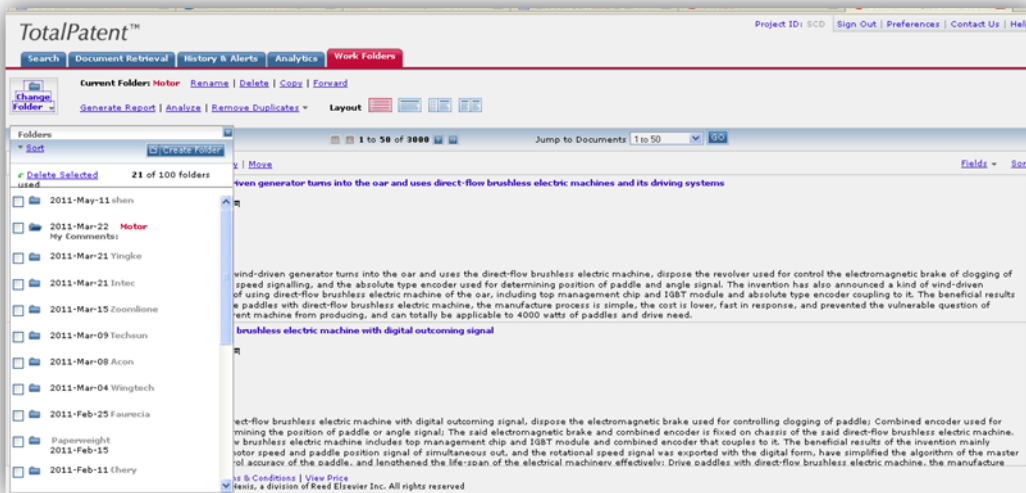 TotalPatent™
Project ID: SCD Sign Out | Preferences | Contact Us | Help
Search Document Retrieval History & Alerts Analytics Work Folders
Change Folder
Current Folder: Motor Rename | Delete | Copy | Forward
Generate Report | Analyze | Remove Duplicates Layout
Folders
Sort Create Folder
1 to 50 of 3000 Jump to Documents 1 to 50 GO
| Move Fields Sor
Delete Selected 21 of 100 folders
used
2011-May-11 shen
2011-Mar-22 Motor
My Comments:
2011-Mar-21 Yingke
2011-Mar-21 Intec
2011-Mar-15 Zoomlione
2011-Mar-09 Techsun
2011-Mar-08 Acon
2011-Mar-04 Wingtech
2011-Feb-25 Faurecia
Paperweight
2011-Feb-15
2011-Feb-11 Chery
driven generator turns into the oar and uses direct-flow brushless electric machines and its driving systems
wind-driven generator turns into the oar and uses the direct-flow brushless electric machine, dispose the revolver used for control the electromagnetic brake of clogging of
speed signalling, and the absolute type encoder used for determining position of paddle and angle signal. The invention has also announced a kind of wind-driven
of using direct-flow brushless electric machine of the oar, including top management chip and IGBT module and absolute type encoder coupling to it. The beneficial results
paddles with direct-flow brushless electric machine, the manufacture process is simple, the cost is lower, fast in response, and prevented the vulnerable question of
machine from producing, and can totally be applicable to 4000 watts of paddles and drive need.
brushless electric machine with digital outcoming signal
direct-flow brushless electric machine with digital outcoming signal, dispose the electromagnetic brake used for controlling clogging of paddle; Combined encoder used for
the position of paddle or angle signal; The said electromagnetic brake and combined encoder is fixed on chassis of the said direct-flow brushless electric machine.
brushless electric machine includes top management chip and IGBT module and combined encoder that couples to it. The beneficial results of the invention mainly
motor speed and paddle position signal of simultaneous out, and the rotational speed signal was exported with the digital form, have simplified the algorithm of the master
accuracy of the paddle, and lengthened the life-span of the electrical machinery effectively; Drive paddles with direct-flow brushless electric machine, the manufacture
& Conditions | View Price
a division of Reed Elsevier Inc. All rights reserved